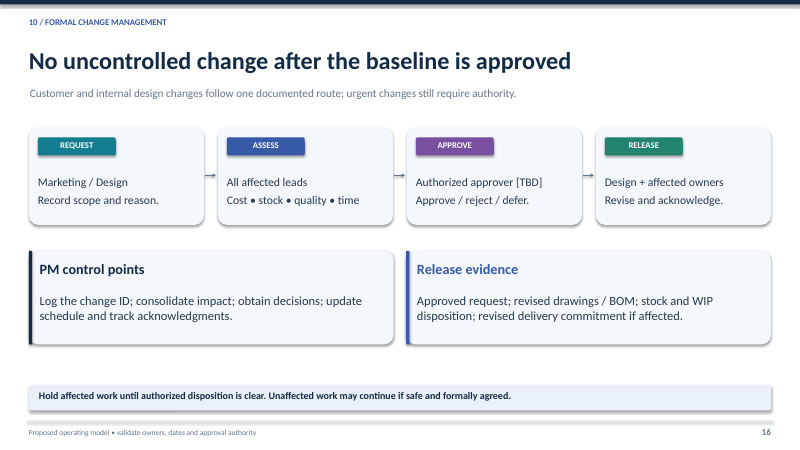 10 / FORMAL CHANGE MANAGEMENT
No uncontrolled change after the baseline is approved
Customer and internal design changes follow one documented route; urgent changes still require authority.
REQUEST
Marketing / Design
Record scope and reason.
ASSESS
All affected leads
Cost • stock • quality • time
APPROVE
Authorized approver [TBD]
Approve / reject / defer.
RELEASE
Design + affected owners
Revise and acknowledge.
PM control points
Log the change ID; consolidate impact; obtain decisions; update
schedule and track acknowledgments.
Release evidence
Approved request; revised drawings / BOM; stock and WIP
disposition; revised delivery commitment if affected.
Hold affected work until authorized disposition is clear. Unaffected work may continue if safe and formally agreed.
Proposed operating model • validate owners, dates and approval authority
16